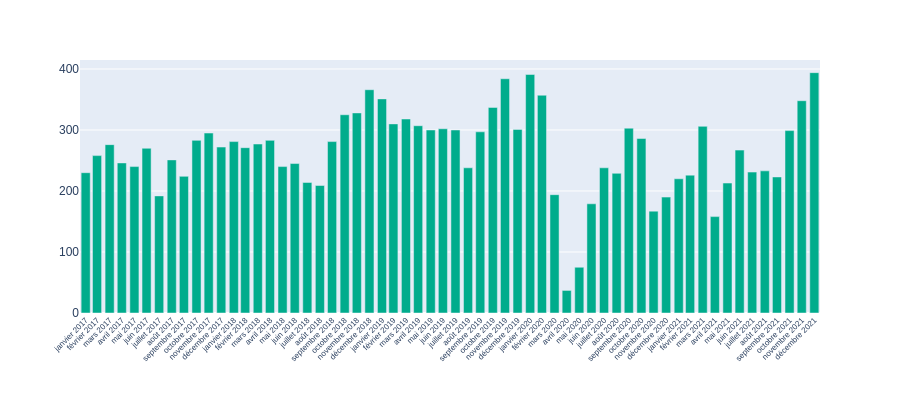 400
300
200
100
0
janvier 2017
février 2017
mars 2017
avril 2017
mai 2017
juin 2017
juillet 2017
août 2017
septembre 2017
octobre 2017
novembre 2017
décembre 2017
janvier 2018
février 2018
mars 2018
avril 2018
mai 2018
juin 2018
juillet 2018
août 2018
septembre 2018
octobre 2018
novembre 2018
décembre 2018
janvier 2019
février 2019
mars 2019
avril 2019
mai 2019
juin 2019
juillet 2019
août 2019
septembre 2019
octobre 2019
novembre 2019
décembre 2019
janvier 2020
février 2020
mars 2020
avril 2020
mai 2020
juin 2020
juillet 2020
août 2020
septembre 2020
octobre 2020
novembre 2020
décembre 2020
janvier 2021
février 2021
mars 2021
avril 2021
mai 2021
juin 2021
juillet 2021
août 2021
septembre 2021
octobre 2021
novembre 2021
décembre 2021